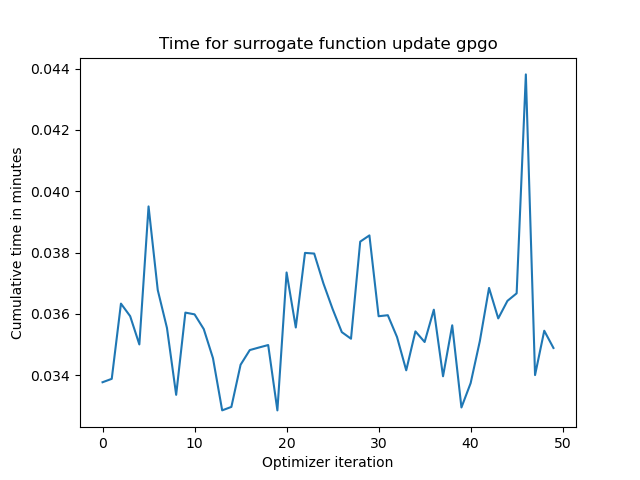 Time for surrogate function update gpgo
0.044
0.042
0.040
0.038
0.036
0.034
Cumulative time in minutes
0 10 20 30 40 50
Optimizer iteration